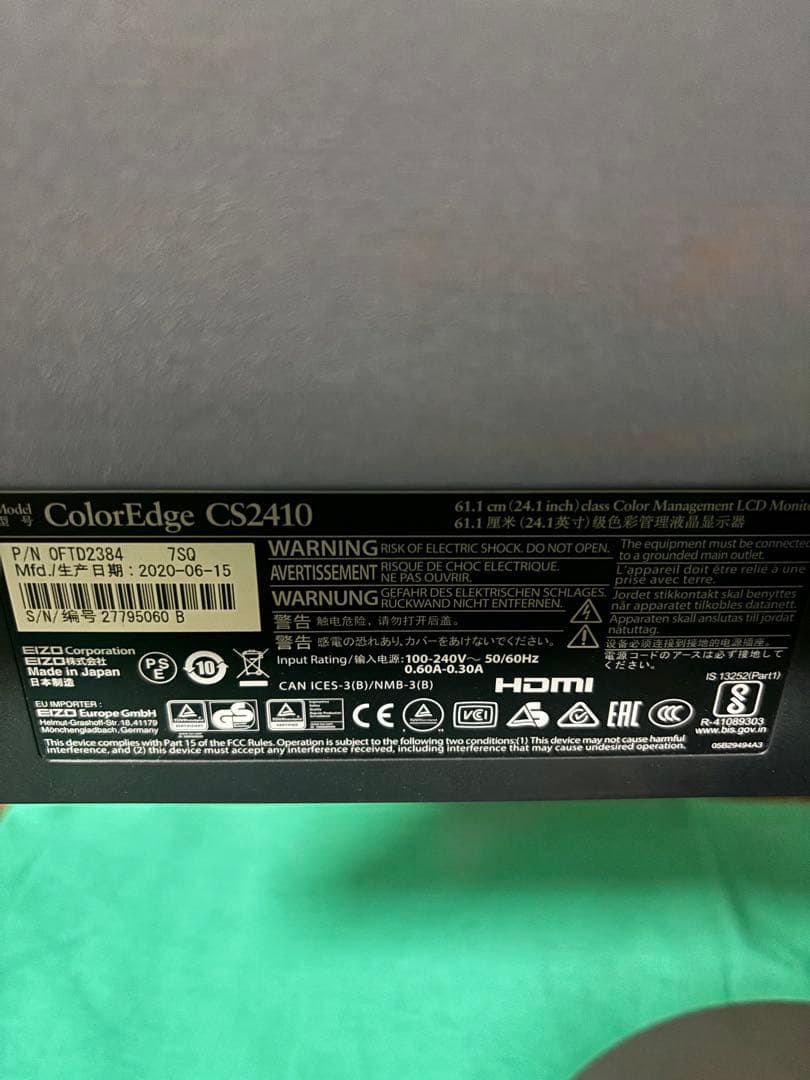 Model
型号 ColorEdge CS2410
61.1 cm (24.1 inch) class Color Management LCD Monit
61.1 厘米 (24.1英寸) 级色彩管理液晶显示器
P/N 0FTD2384 7SQ
Mfd./生产日期：2020-06-15
S/N/编号 27795060 B
WARNING RISK OF ELECTRIC SHOCK. DO NOT OPEN.
AVERTISSEMENT RISQUE DE CHOC ELECTRIQUE.
NE PAS OUVRIR.
WARNUNG GEFAHR DES ELEKTRISCHEN SCHLAGES.
RÜCKWAND NICHT ENTFERNEN.
警告 触电危险，请勿打开后盖。
警告 感電の恐れあり、カバーをあけないでください。
The equipment must be connected
to a grounded main outlet.
L'appareil doit être relié à une
prise avec terre.
Jordet stikkontakt skal benyttes
når apparatet tilkobles datanett.
Apparaten skall anslutas till jordat
nätuttag.
设备必须连接到接地的电源插座。
電源コードのアースは必ず接地して
ください。
EIZO Corporation
EIZO株式会社
Made in Japan
日本制造
PSE
10
Input Rating/输入电源: 100-240V~ 50/60Hz
0.60A-0.30A
CAN ICES-3(B)/NMB-3(B)
HDMI
IS 13252(Part1)
R-41089303
www.bis.gov.in
EU IMPORTER :
EIZO Europe GmbH
Helmut-Grashoff-Str.18,41179
Mönchengladbach,Germany
GS
CE
VCI
EAC
CCC
This device complies with Part 15 of the FCC Rules. Operation is subject to the following two conditions:(1) This device may not cause harmful
interference, and (2) this device must accept any interference received, including interference that may cause undesired operation.
05B29494A3